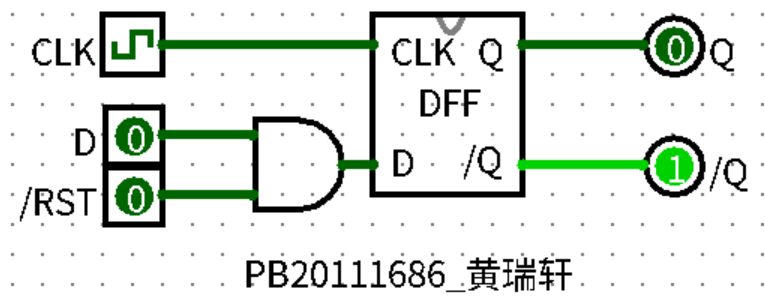 CLK CLK Q 0 Q
DFF
D 0
D /Q 1 /Q
/RST 0
PB20111686_黄瑞轩